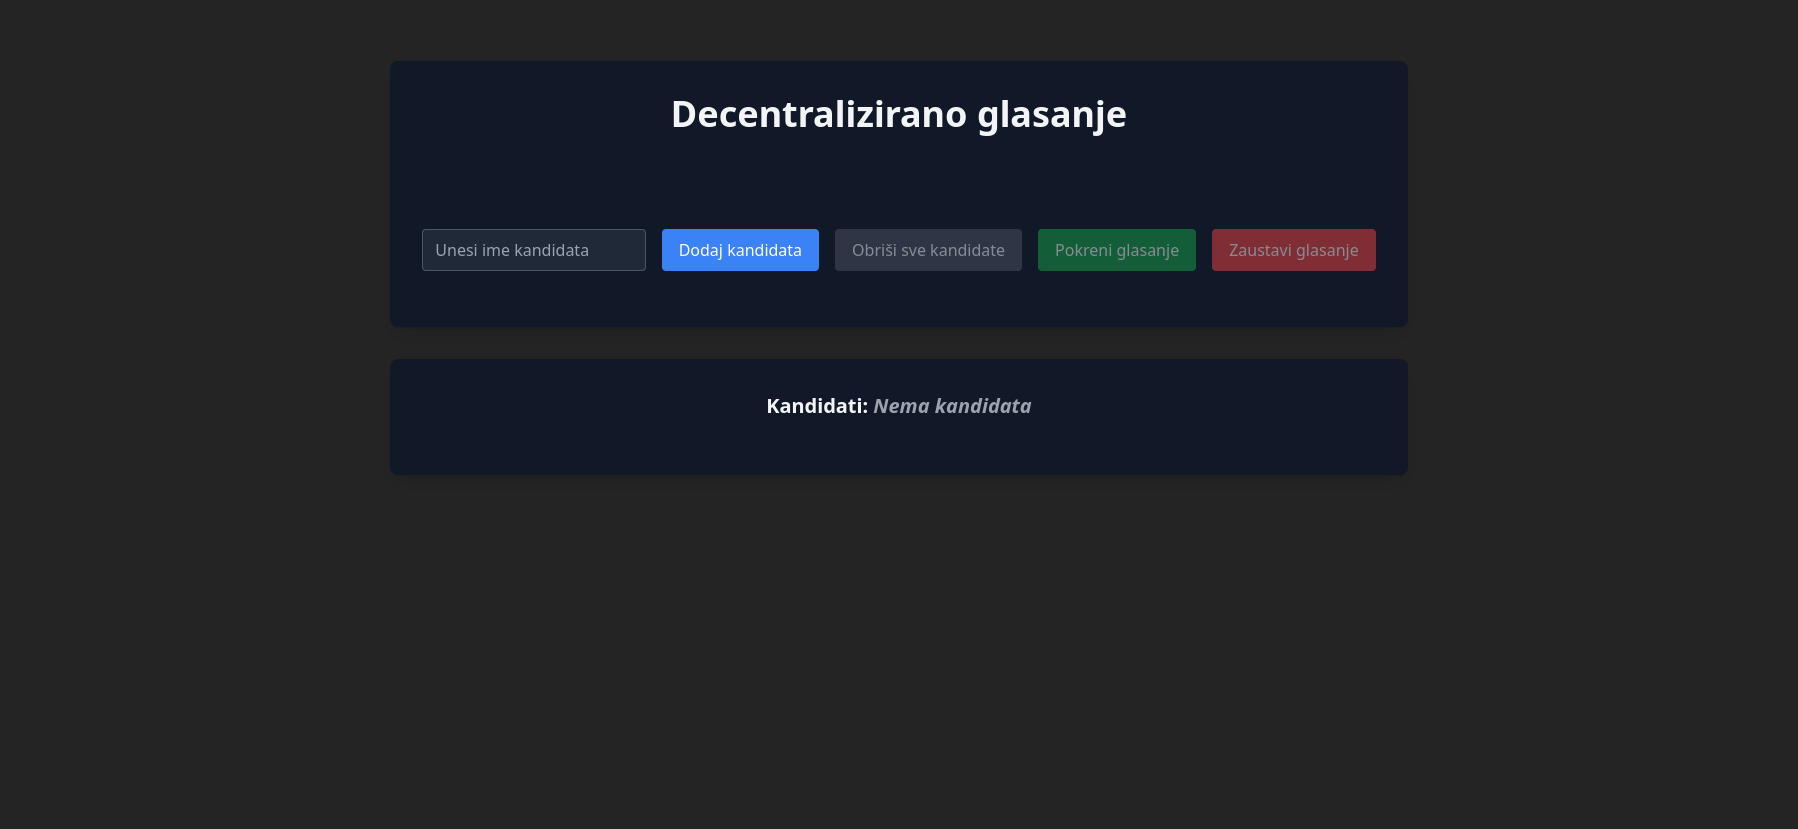 Decentralizirano glasanje
Unesi ime kandidata Dodaj kandidata Obriši sve kandidate Pokreni glasanje Zaustavi glasanje
Kandidati: Nema kandidata